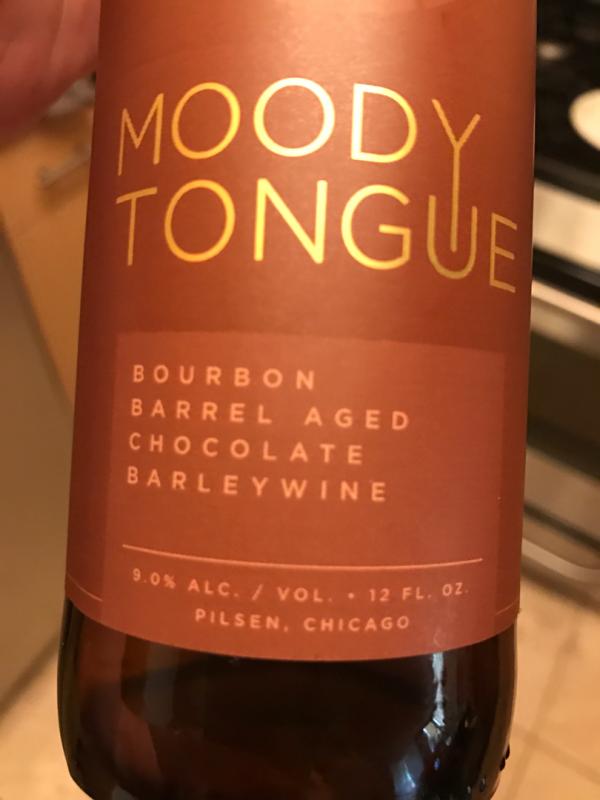 MOODY
TONGUE
BOURBON
BARREL AGED
CHOCOLATE
BARLEYWINE
9.0% ALC. / VOL. • 12 FL. OZ.
PILSEN, CHICAGO